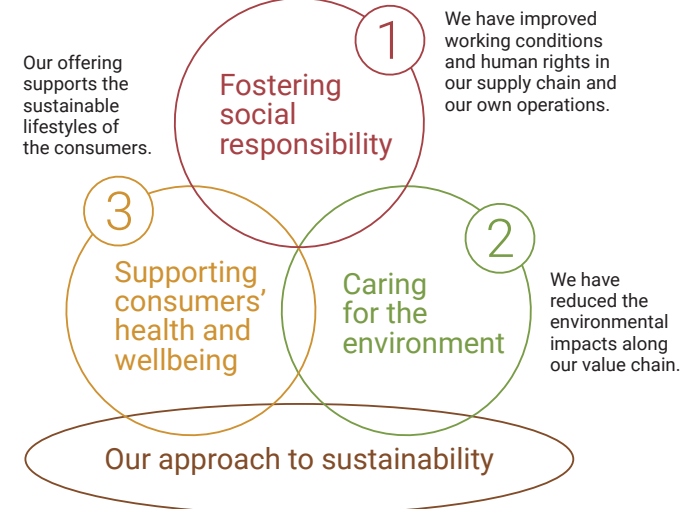 1
We have improved
working conditions
and human rights in
our supply chain and
our own operations.
Our offering
supports the
sustainable
lifestyles of
the consumers.
Fostering
social
responsibility
3
2
Supporting
consumers’
health and
wellbeing
Caring
for the
environment
We have
reduced the
environmental
impacts along
our value chain.
Our approach to sustainability